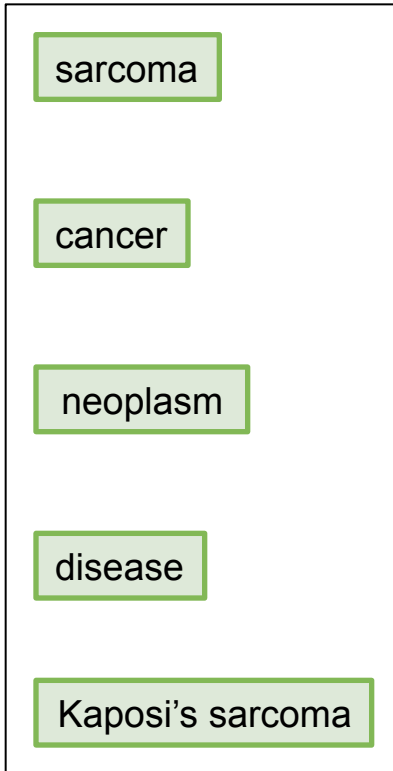 sarcoma
cancer
neoplasm
disease
Kaposi’s sarcoma